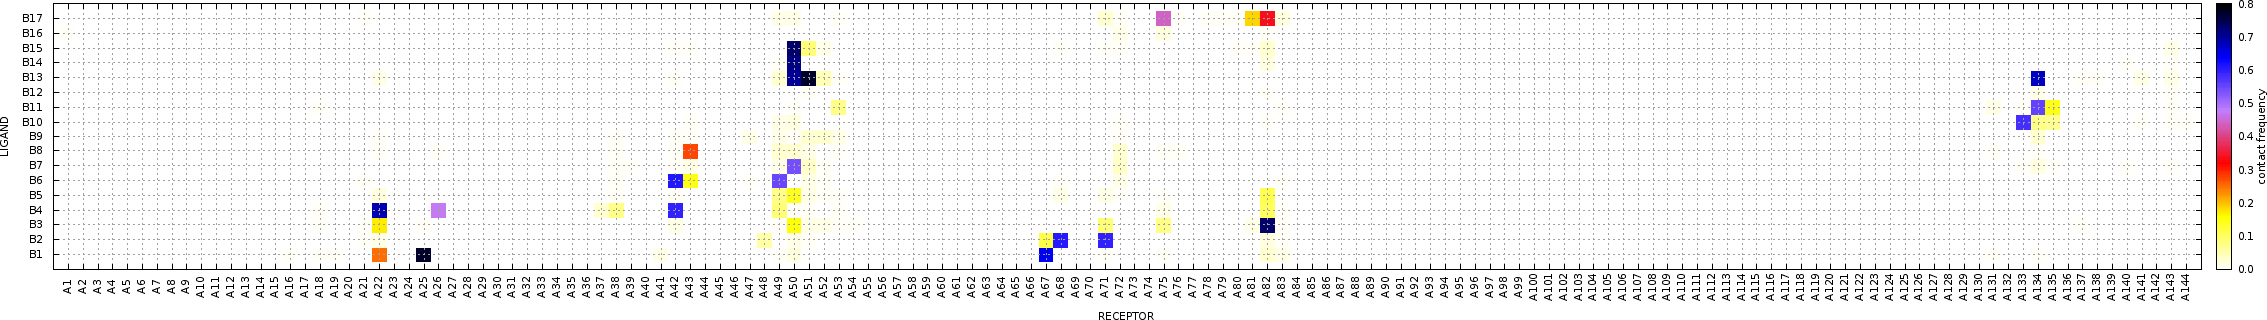 B17
B16
B15
B14
B13
B12
B11
B10
B9
B8
B7
B6
B5
B4
B3
B2
B1
LIGAND
A1 A2 A3 A4 A5 A6 A7 A8 A9 A10 A11 A12 A13 A14 A15 A16 A17 A18 A19 A20 A21 A22 A23 A24 A25 A26 A27 A28 A29 A30 A31 A32 A33 A34 A35 A36 A37 A38 A39 A40 A41 A42 A43 A44 A45 A46 A47 A48 A49 A50 A51 A52 A53 A54 A55 A56 A57 A58 A59 A60 A61 A62 A63 A64 A65 A66 A67 A68 A69 A70 A71 A72 A73 A74 A75 A76 A77 A78 A79 A80 A81 A82 A83 A84 A85 A86 A87 A88 A89 A90 A91 A92 A93 A94 A95 A96 A97 A98 A99 A100 A101 A102 A103 A104 A105 A106 A107 A108 A109 A110 A111 A112 A113 A114 A115 A116 A117 A118 A119 A120 A121 A122 A123 A124 A125 A126 A127 A128 A129 A130 A131 A132 A133 A134 A135 A136 A137 A138 A139 A140 A141 A142 A143 A144
RECEPTOR
0.8
0.7
0.6
0.5
0.4
0.3
0.2
0.1
0.0
contact frequency